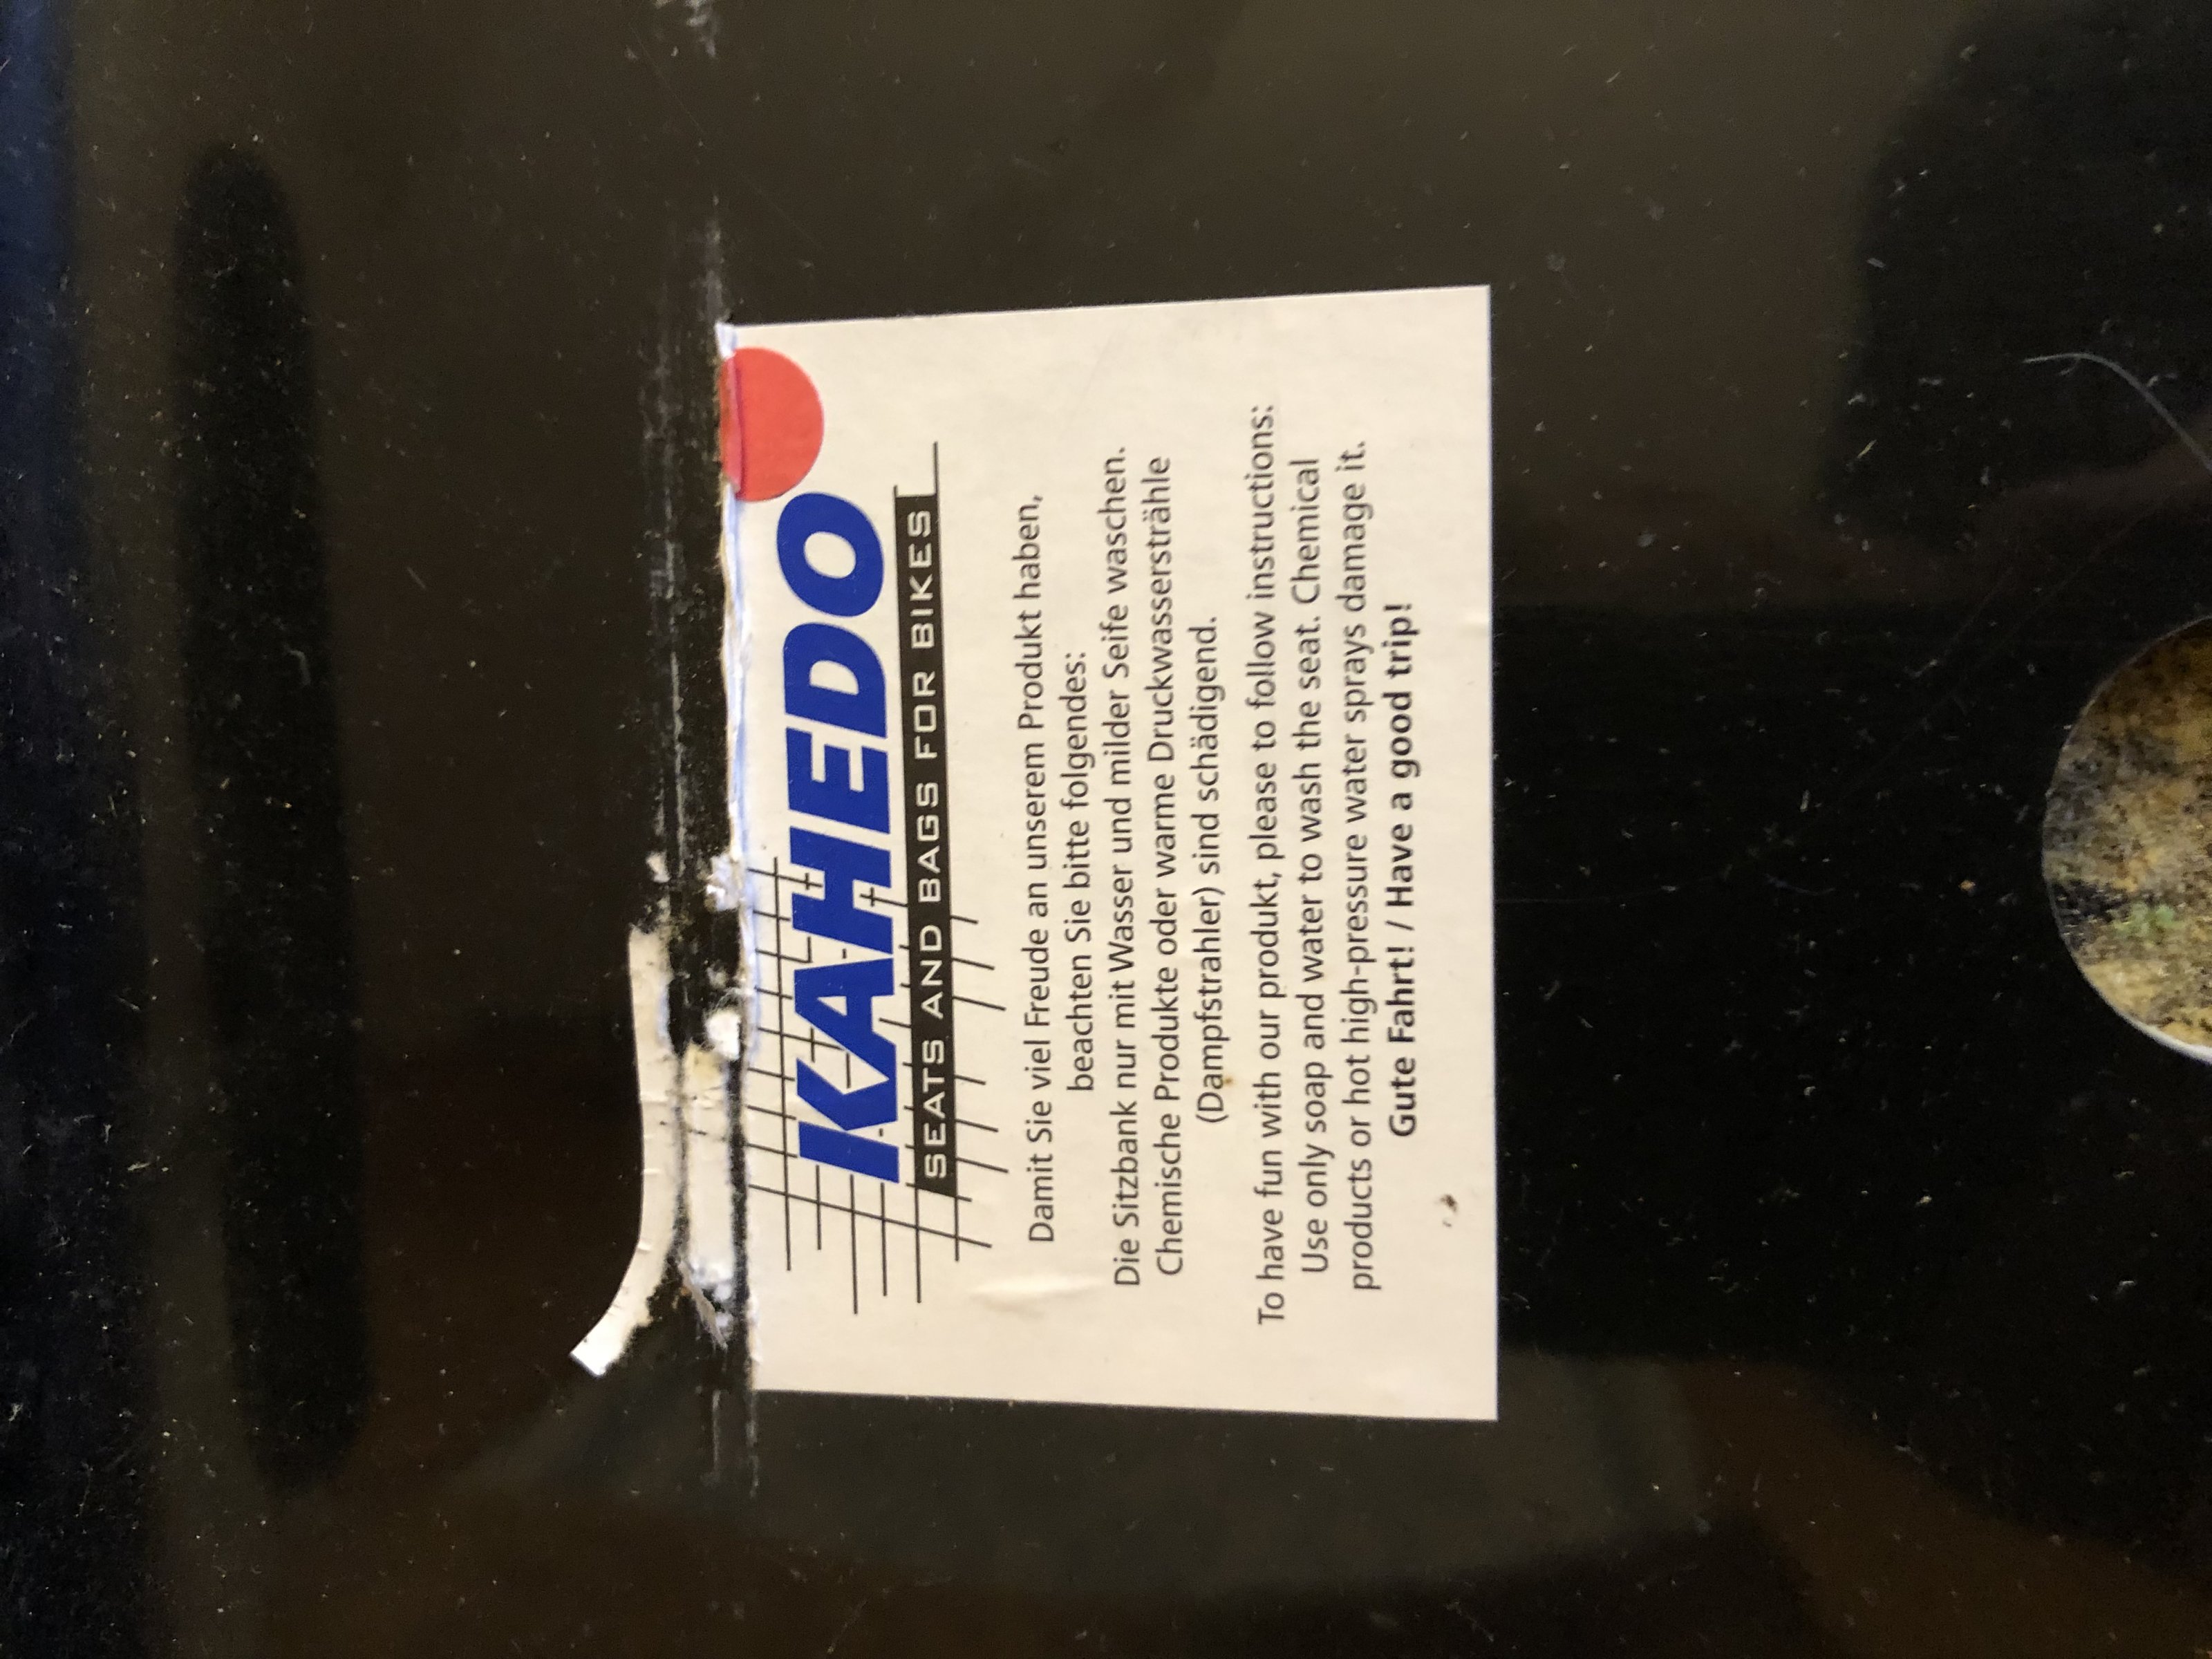 KAHEDO
SEATS AND BAGS FOR BIKES
Damit Sie viel Freude an unserem Produkt haben,
beachten Sie bitte folgendes:
Die Sitzbank nur mit Wasser und milder Seife waschen.
Chemische Produkte oder warme Druckwassersträhle
(Dampfstrahler) sind schädigend.
To have fun with our produkt, please to follow instructions:
Use only soap and water to wash the seat. Chemical
products or hot high-pressure water sprays damage it.
Gute Fahrt! / Have a good trip!